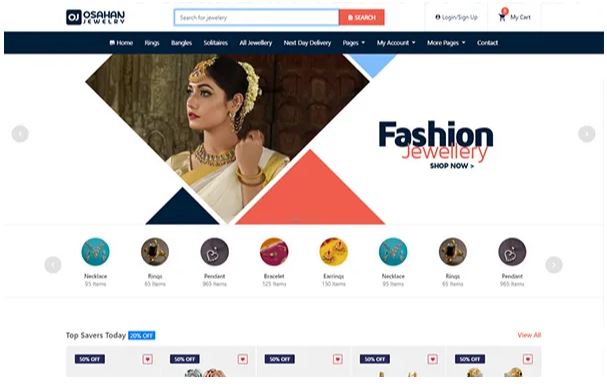 OJ OSAHAN
JEWELRY
Search for jewelery
SEARCH
Login/Sign Up
My Cart
Home Rings Bangles Solitaires All Jewellery Next Day Delivery Pages My Account More Pages Contact
Fashion
Jewellery
SHOP NOW >
Necklace Rings Pendant Bracelet Earrings Necklace Rings Pendant
95 Items 65 Items 965 Items 125 Items 150 Items 95 Items 65 Items 965 Items
Top Savers Today 20% OFF
View All
50% OFF 50% OFF 50% OFF 50% OFF 50% OFF